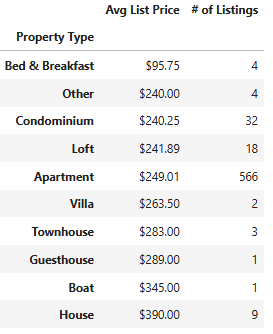 Avg List Price # of Listings
Property Type
Bed & Breakfast $95.75 4
Other $240.00 4
Condominium $240.25 32
Loft $241.89 18
Apartment $249.01 566
Villa $263.50 2
Townhouse $283.00 3
Guesthouse $289.00 1
Boat $345.00 1
House $390.00 9